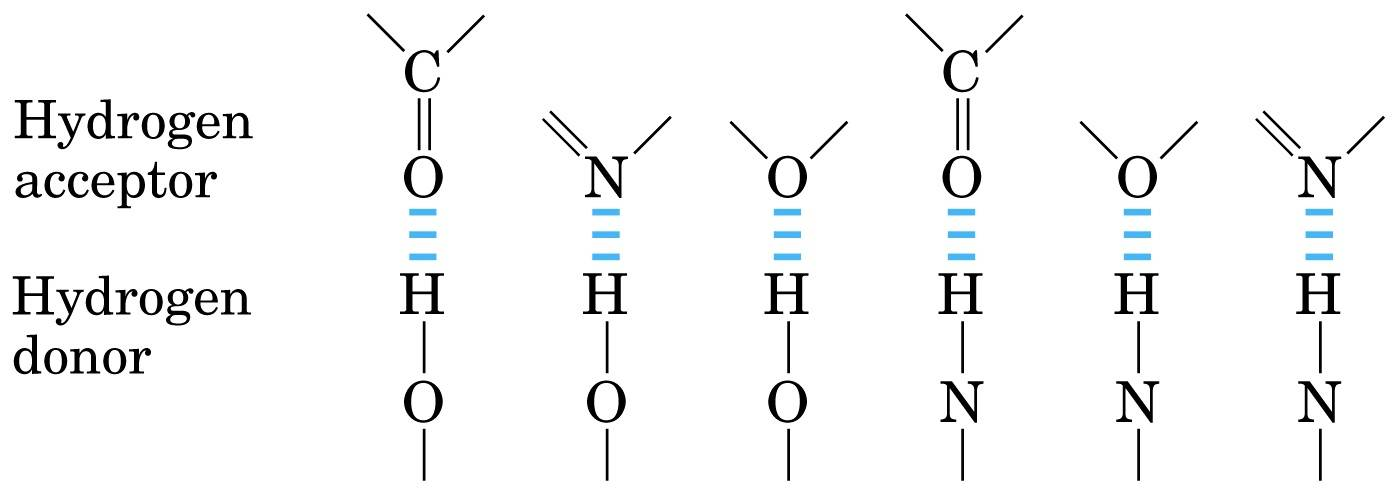 C C
Hydrogen
acceptor
O N O O O N
Hydrogen
donor
H H H H H H
O O O N N N